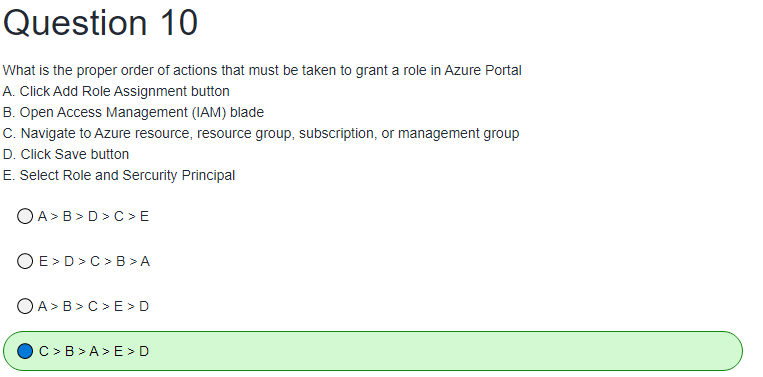 Question 10
What is the proper order of actions that must be taken to grant a role in Azure Portal
A. Click Add Role Assignment button
B. Open Access Management (IAM) blade
C. Navigate to Azure resource, resource group, subscription, or management group
D. Click Save button
E. Select Role and Sercurity Principal
A > B > D > C > E
E > D > C > B > A
A > B > C > E > D
C > B > A > E > D